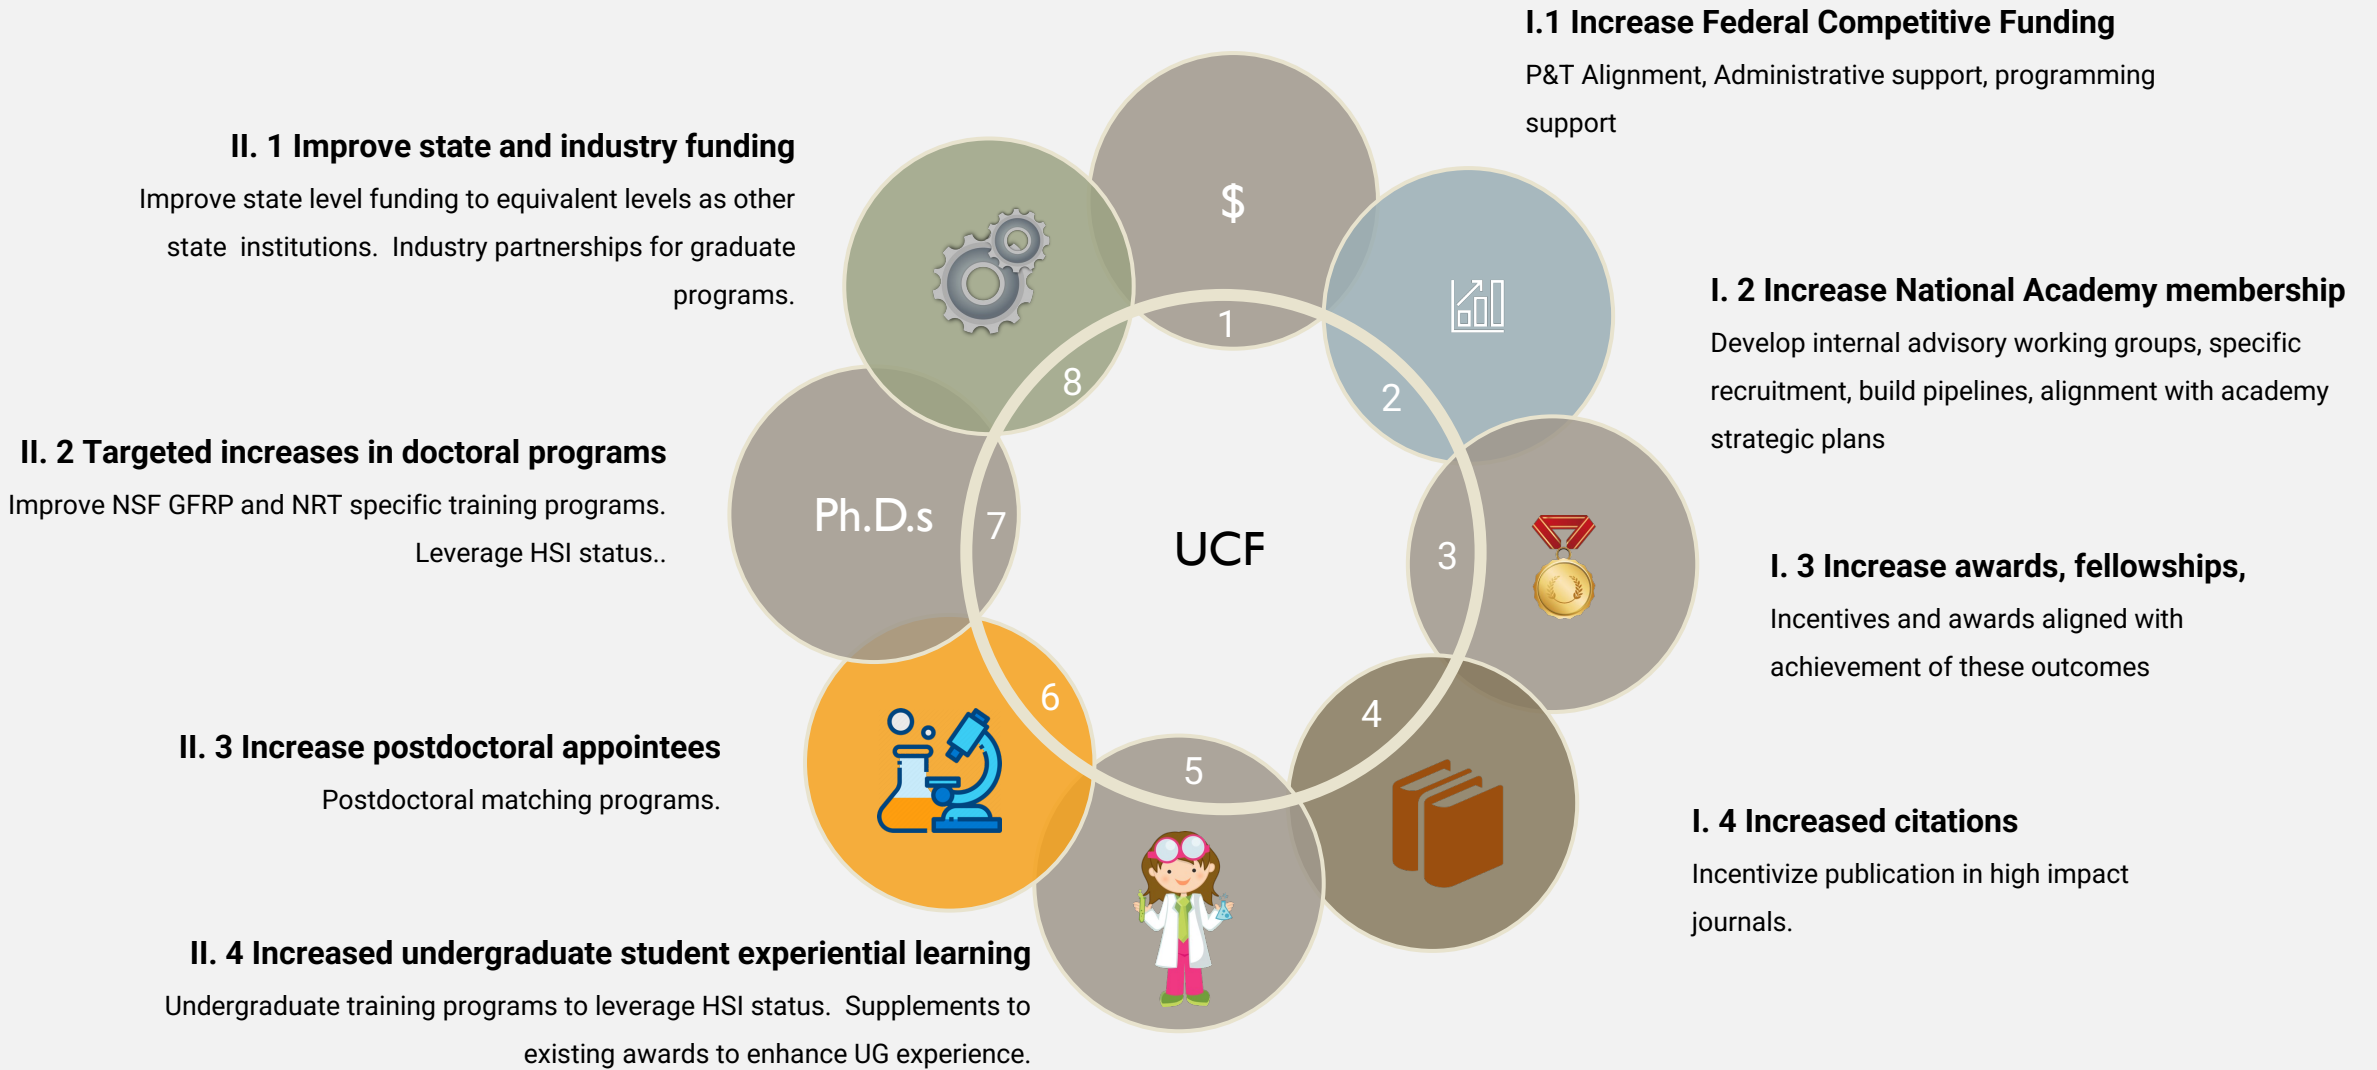 I.1 Increase Federal Competitive Funding
P&T Alignment, Administrative support, programming
support
I. 2 Increase National Academy membership
Develop internal advisory working groups, specific
recruitment, build pipelines, alignment with academy
strategic plans
I. 3 Increase awards, fellowships,
Incentives and awards aligned with
achievement of these outcomes
I. 4 Increased citations
Incentivize publication in high impact
journals.
II. 1 Improve state and industry funding
Improve state level funding to equivalent levels as other
state  institutions.  Industry partnerships for graduate
programs.
II. 2 Targeted increases in doctoral programs
Improve NSF GFRP and NRT specific training programs.
Leverage HSI status..
II. 3 Increase postdoctoral appointees
Postdoctoral matching programs.
II. 4 Increased undergraduate student experiential learning
Undergraduate training programs to leverage HSI status.  Supplements to
existing awards to enhance UG experience.
$
1
2
3
4
5
6
Ph.D.s
7
8
UCF